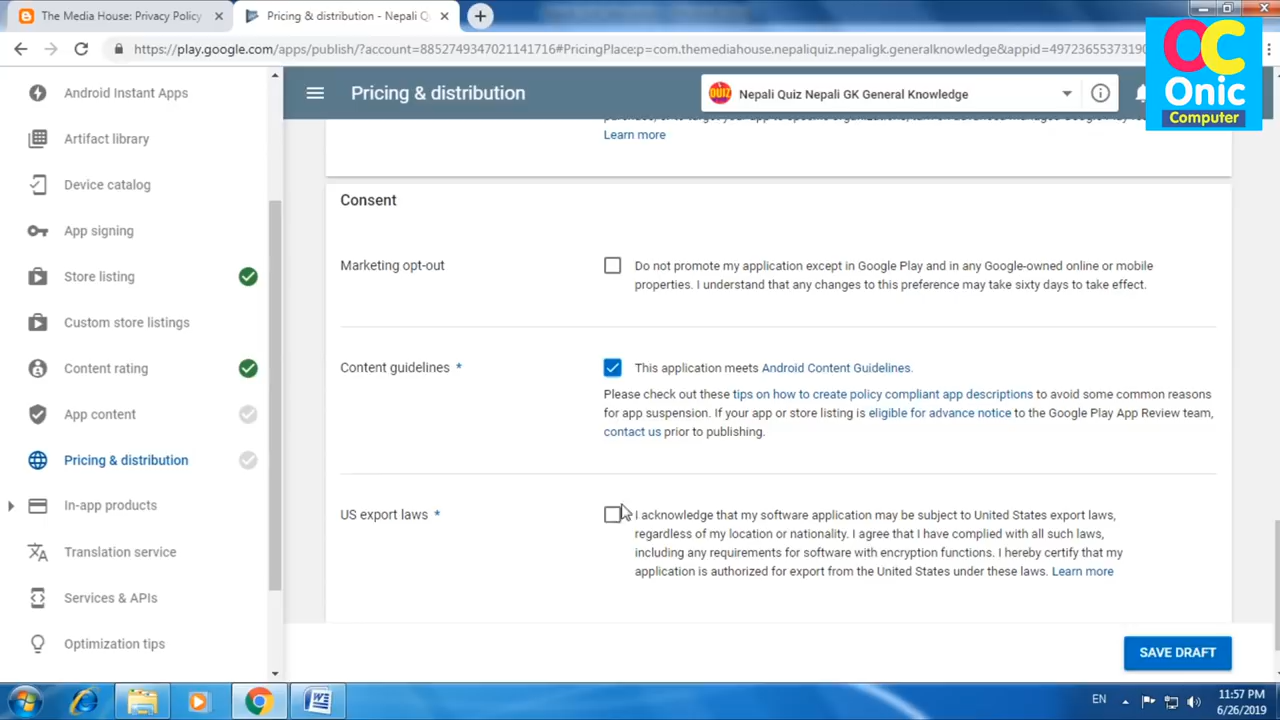 The Media House: Privacy Policy
Pricing & distribution - Nepali Q
https://play.google.com/apps/publish/?account=8852749347021141716#PricingPlace:p=com.themediahouse.nepaliquiz.nepaligk.generalknowledge&appid=49723655373190
OC
Onic
Computer
Pricing & distribution
QUIZ
Nepali Quiz Nepali GK General Knowledge
Android Instant Apps
Artifact library
Device catalog
App signing
Store listing
Custom store listings
Content rating
App content
Pricing & distribution
In-app products
Translation service
Services & APIs
Optimization tips
Learn more
Consent
Marketing opt-out
Do not promote my application except in Google Play and in any Google-owned online or mobile
properties. I understand that any changes to this preference may take sixty days to take effect.
Content guidelines *
This application meets Android Content Guidelines.
Please check out these tips on how to create policy compliant app descriptions to avoid some common reasons
for app suspension. If your app or store listing is eligible for advance notice to the Google Play App Review team,
contact us prior to publishing.
US export laws *
I acknowledge that my software application may be subject to United States export laws,
regardless of my location or nationality. I agree that I have complied with all such laws,
including any requirements for software with encryption functions. I hereby certify that my
application is authorized for export from the United States under these laws. Learn more
SAVE DRAFT
EN
11:57 PM
6/26/2019